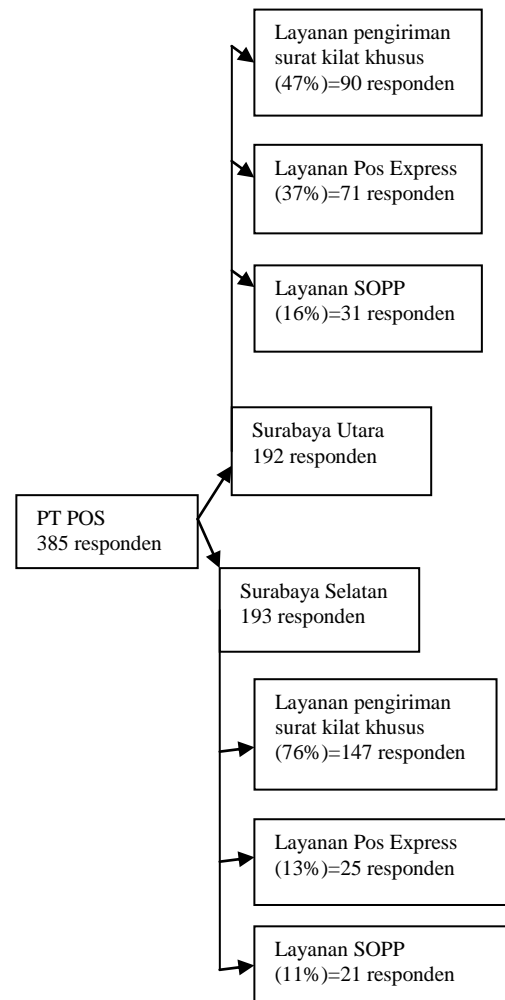 Layanan pengiriman
surat kilat khusus
(47%)=90 responden
Layanan Pos Express
(37%)=71 responden
Layanan SOPP
(16%)=31 responden
Surabaya Utara
192 responden
PT POS
385 responden
Surabaya Selatan
193 responden
Layanan pengiriman
surat kilat khusus
(76%)=147 responden
Layanan Pos Express
(13%)=25 responden
Layanan SOPP
(11%)=21 responden